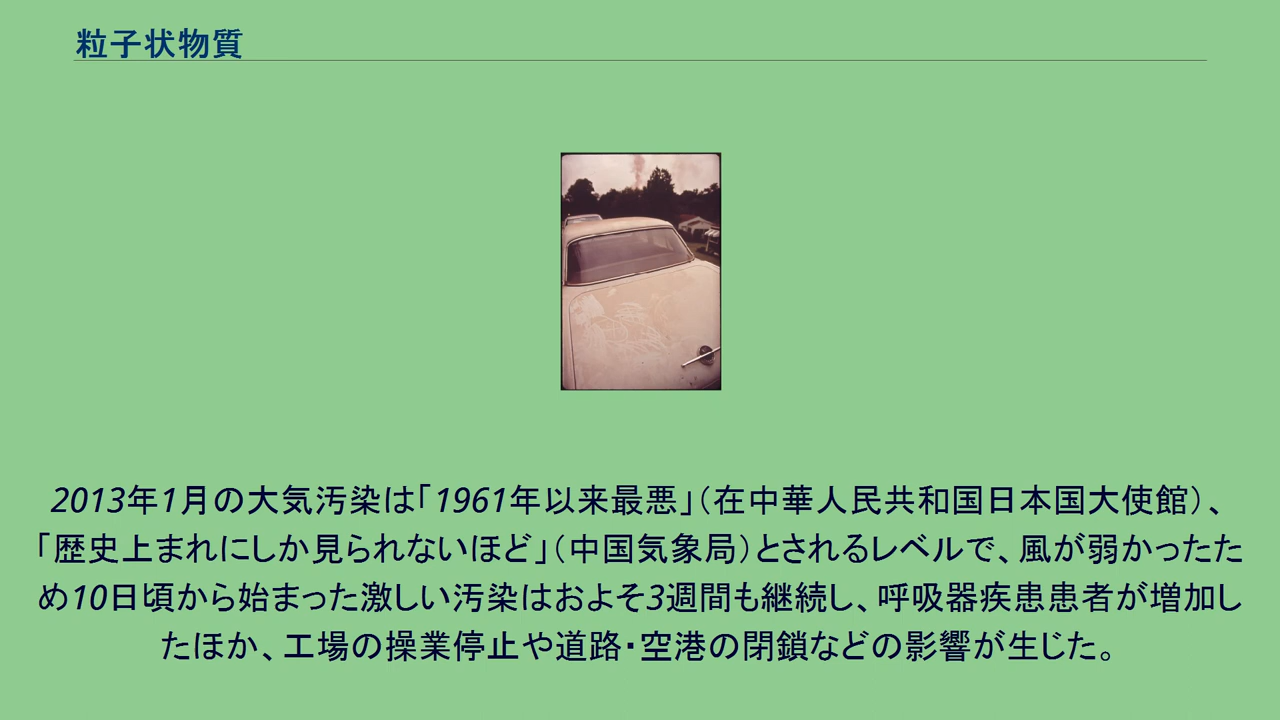 粒子状物質
2013年1月の大気汚染は「1961年以来最悪」（在中華人民共和国日本国大使館）、
「歴史上まれにしか見られないほど」（中国気象局）とされるレベルで、風が弱かったた
め10日頃から始まった激しい汚染はおよそ3週間も継続し、呼吸器疾患患者が増加し
たほか、工場の操業停止や道路・空港の閉鎖などの影響が生じた。